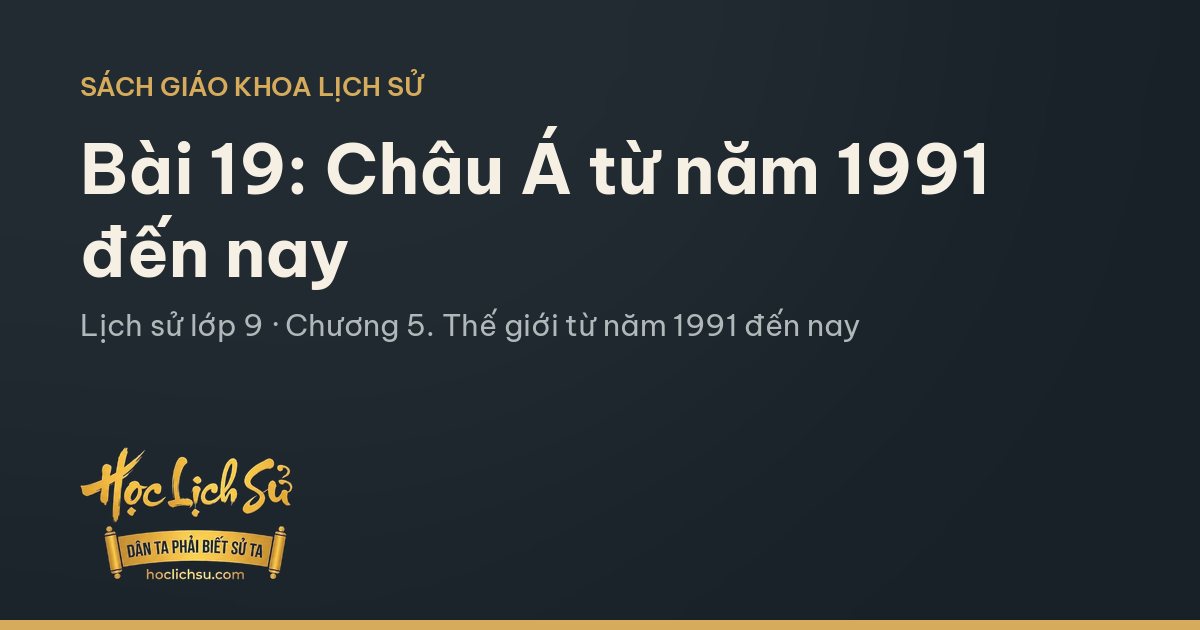 SÁCH GIÁO KHOA LỊCH SỬ
Bài 19: Châu Á từ năm 1991
đến nay
Lịch sử lớp 9 · Chương 5. Thế giới từ năm 1991 đến nay
Học Lịch Sử
DÂN TA PHẢI BIẾT SỬ TA
hoclichsu.com